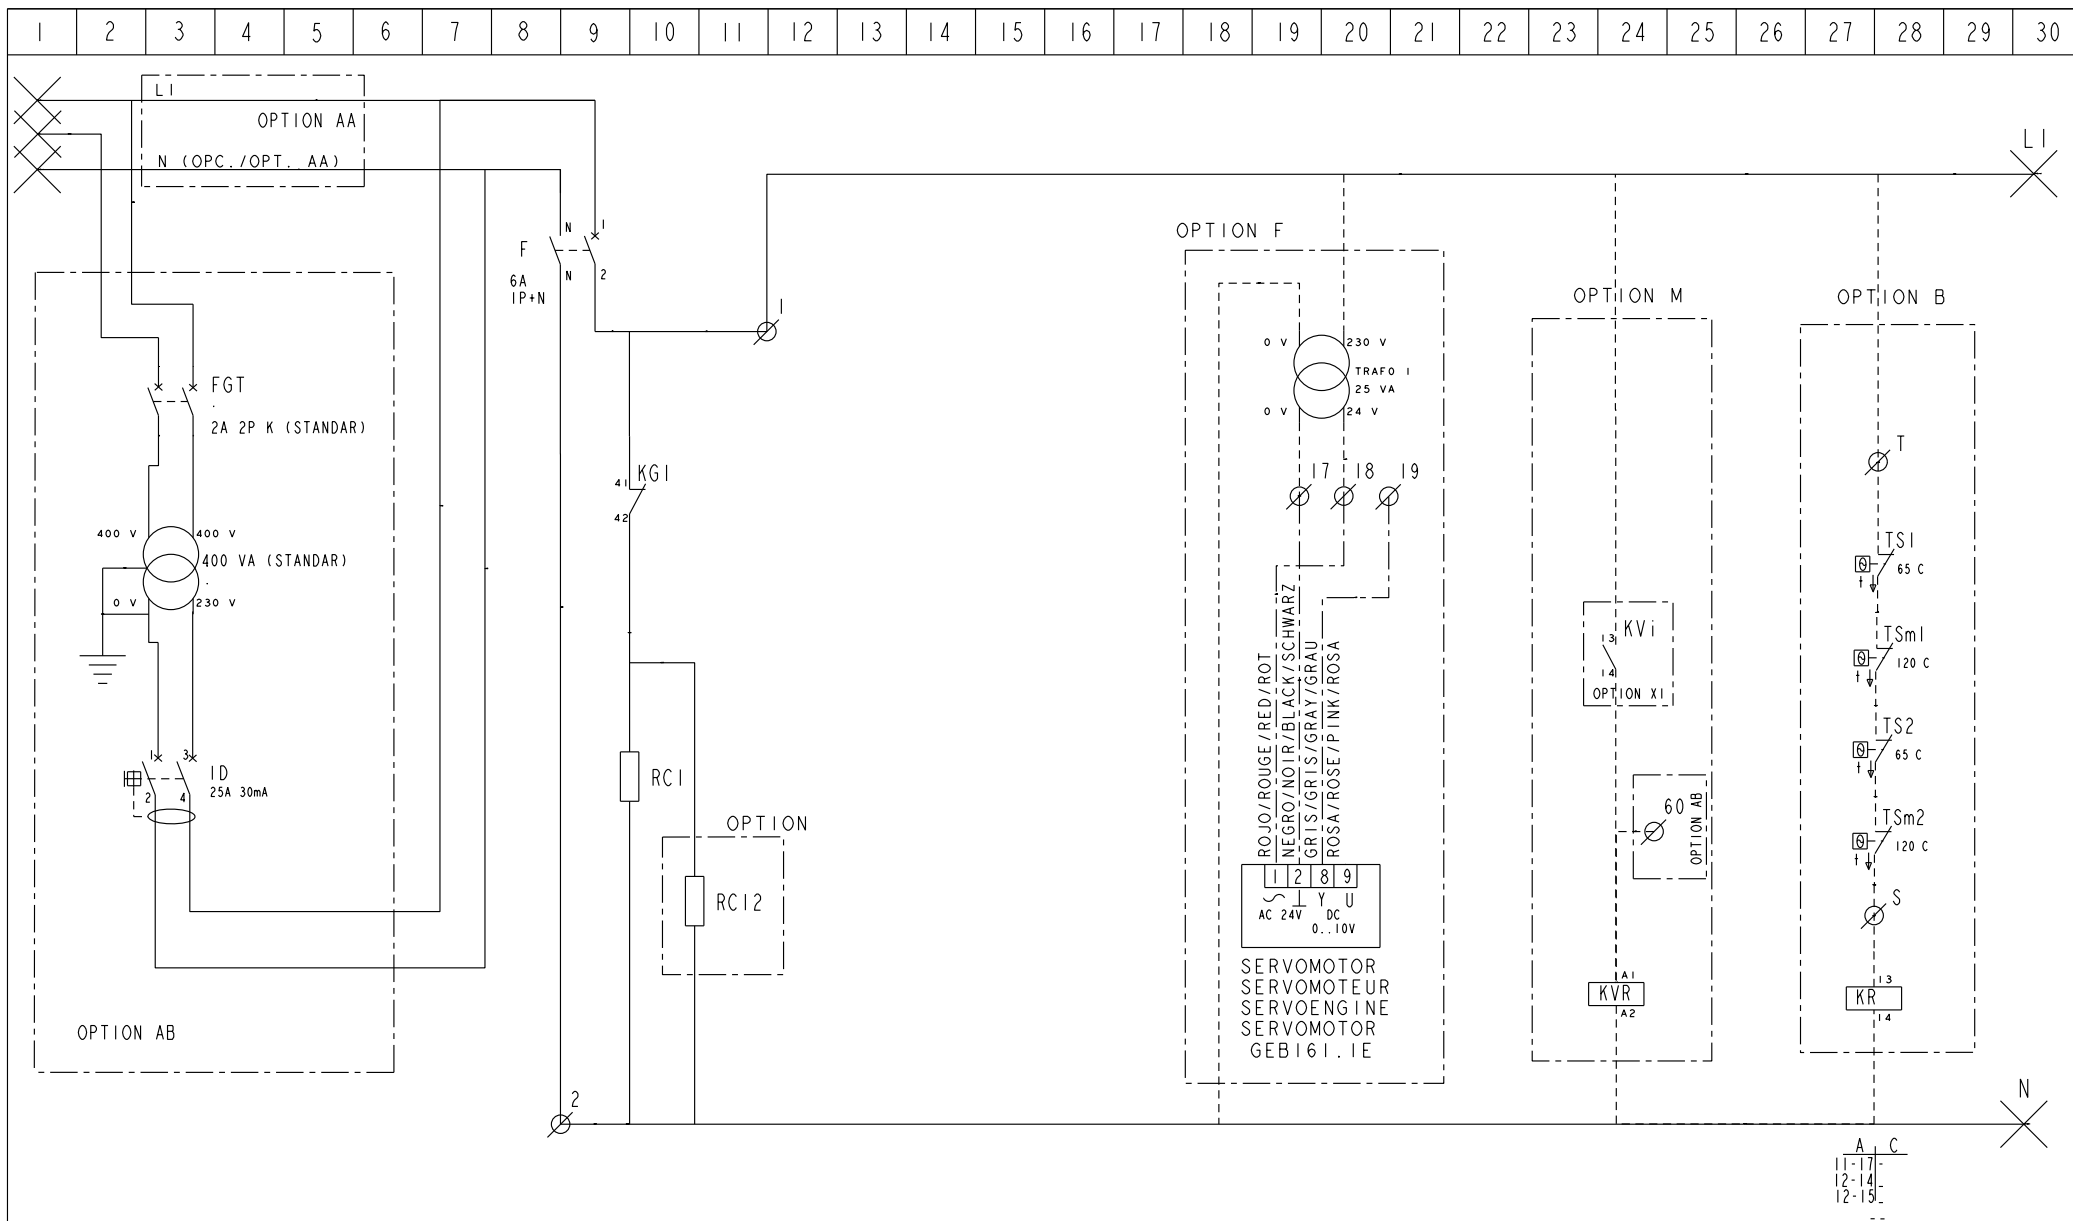 1 2 3 4 5 6 7 8 9 10 11 12 13 14 15 16 17 18 19 20 21 22 23 24 25 26 27 28 29 30
L1
OPTION AA
N (OPC./OPT. AA)
L1
F
6A
1P+N
N
1
N
2
1
FGT
.
2A 2P K (STANDAR)
400 V
400 V
400 VA (STANDAR)
.
0 V
230 V
1
3
2
4
ID
25A 30mA
OPTION AB
KG1
41
42
RC1
OPTION
RC12
2
OPTION F
0 V
230 V
TRAFO 1
25 VA
0 V
24 V
17
18
19
ROJO/ROUGE/RED/ROT
NEGRO/NOIR/BLACK/SCHWARZ
GRIS/GRIS/GRAY/GRAU
ROSA/ROSE/PINK/ROSA
1 2 8 9
Y U
AC 24V DC
0..10V
SERVOMOTOR
SERVOMOTEUR
SERVOENGINE
SERVOMOTOR
GEB161.1E
OPTION M
13
KVi
14
OPTION X1
60
OPTION AB
A1
KVR
A2
OPTION B
T
TS1
65 C
t
TSm1
120 C
t
TS2
65 C
t
TSm2
120 C
t
S
13
KR
14
N
A C
11-17 -
12-14 -
12-15 -
--